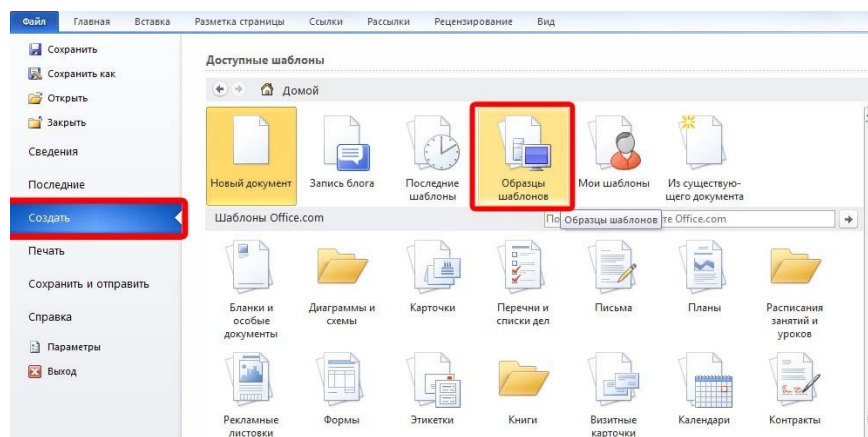 Файл Главная Вставка Разметка страницы Ссылки Рассылки Рецензирование Вид
Сохранить
Сохранить как
Открыть
Закрыть
Сведения
Последние
Создать
Печать
Сохранить и отправить
Справка
Параметры
Выход
Доступные шаблоны
Домой
Новый документ
Запись блога
Последние
шаблоны
Образцы
шаблонов
Мои шаблоны
Из существую-
щего документа
Шаблоны Office.com
По
Образцы шаблонов
те Office.com
Бланки и
особые
документы
Диаграммы и
схемы
Карточки
Перечни и
списки дел
Письма
Планы
Расписания
занятий и
уроков
Рекламные
листовки
Формы
Этикетки
Книги
Визитные
карточки
Календари
Контракты